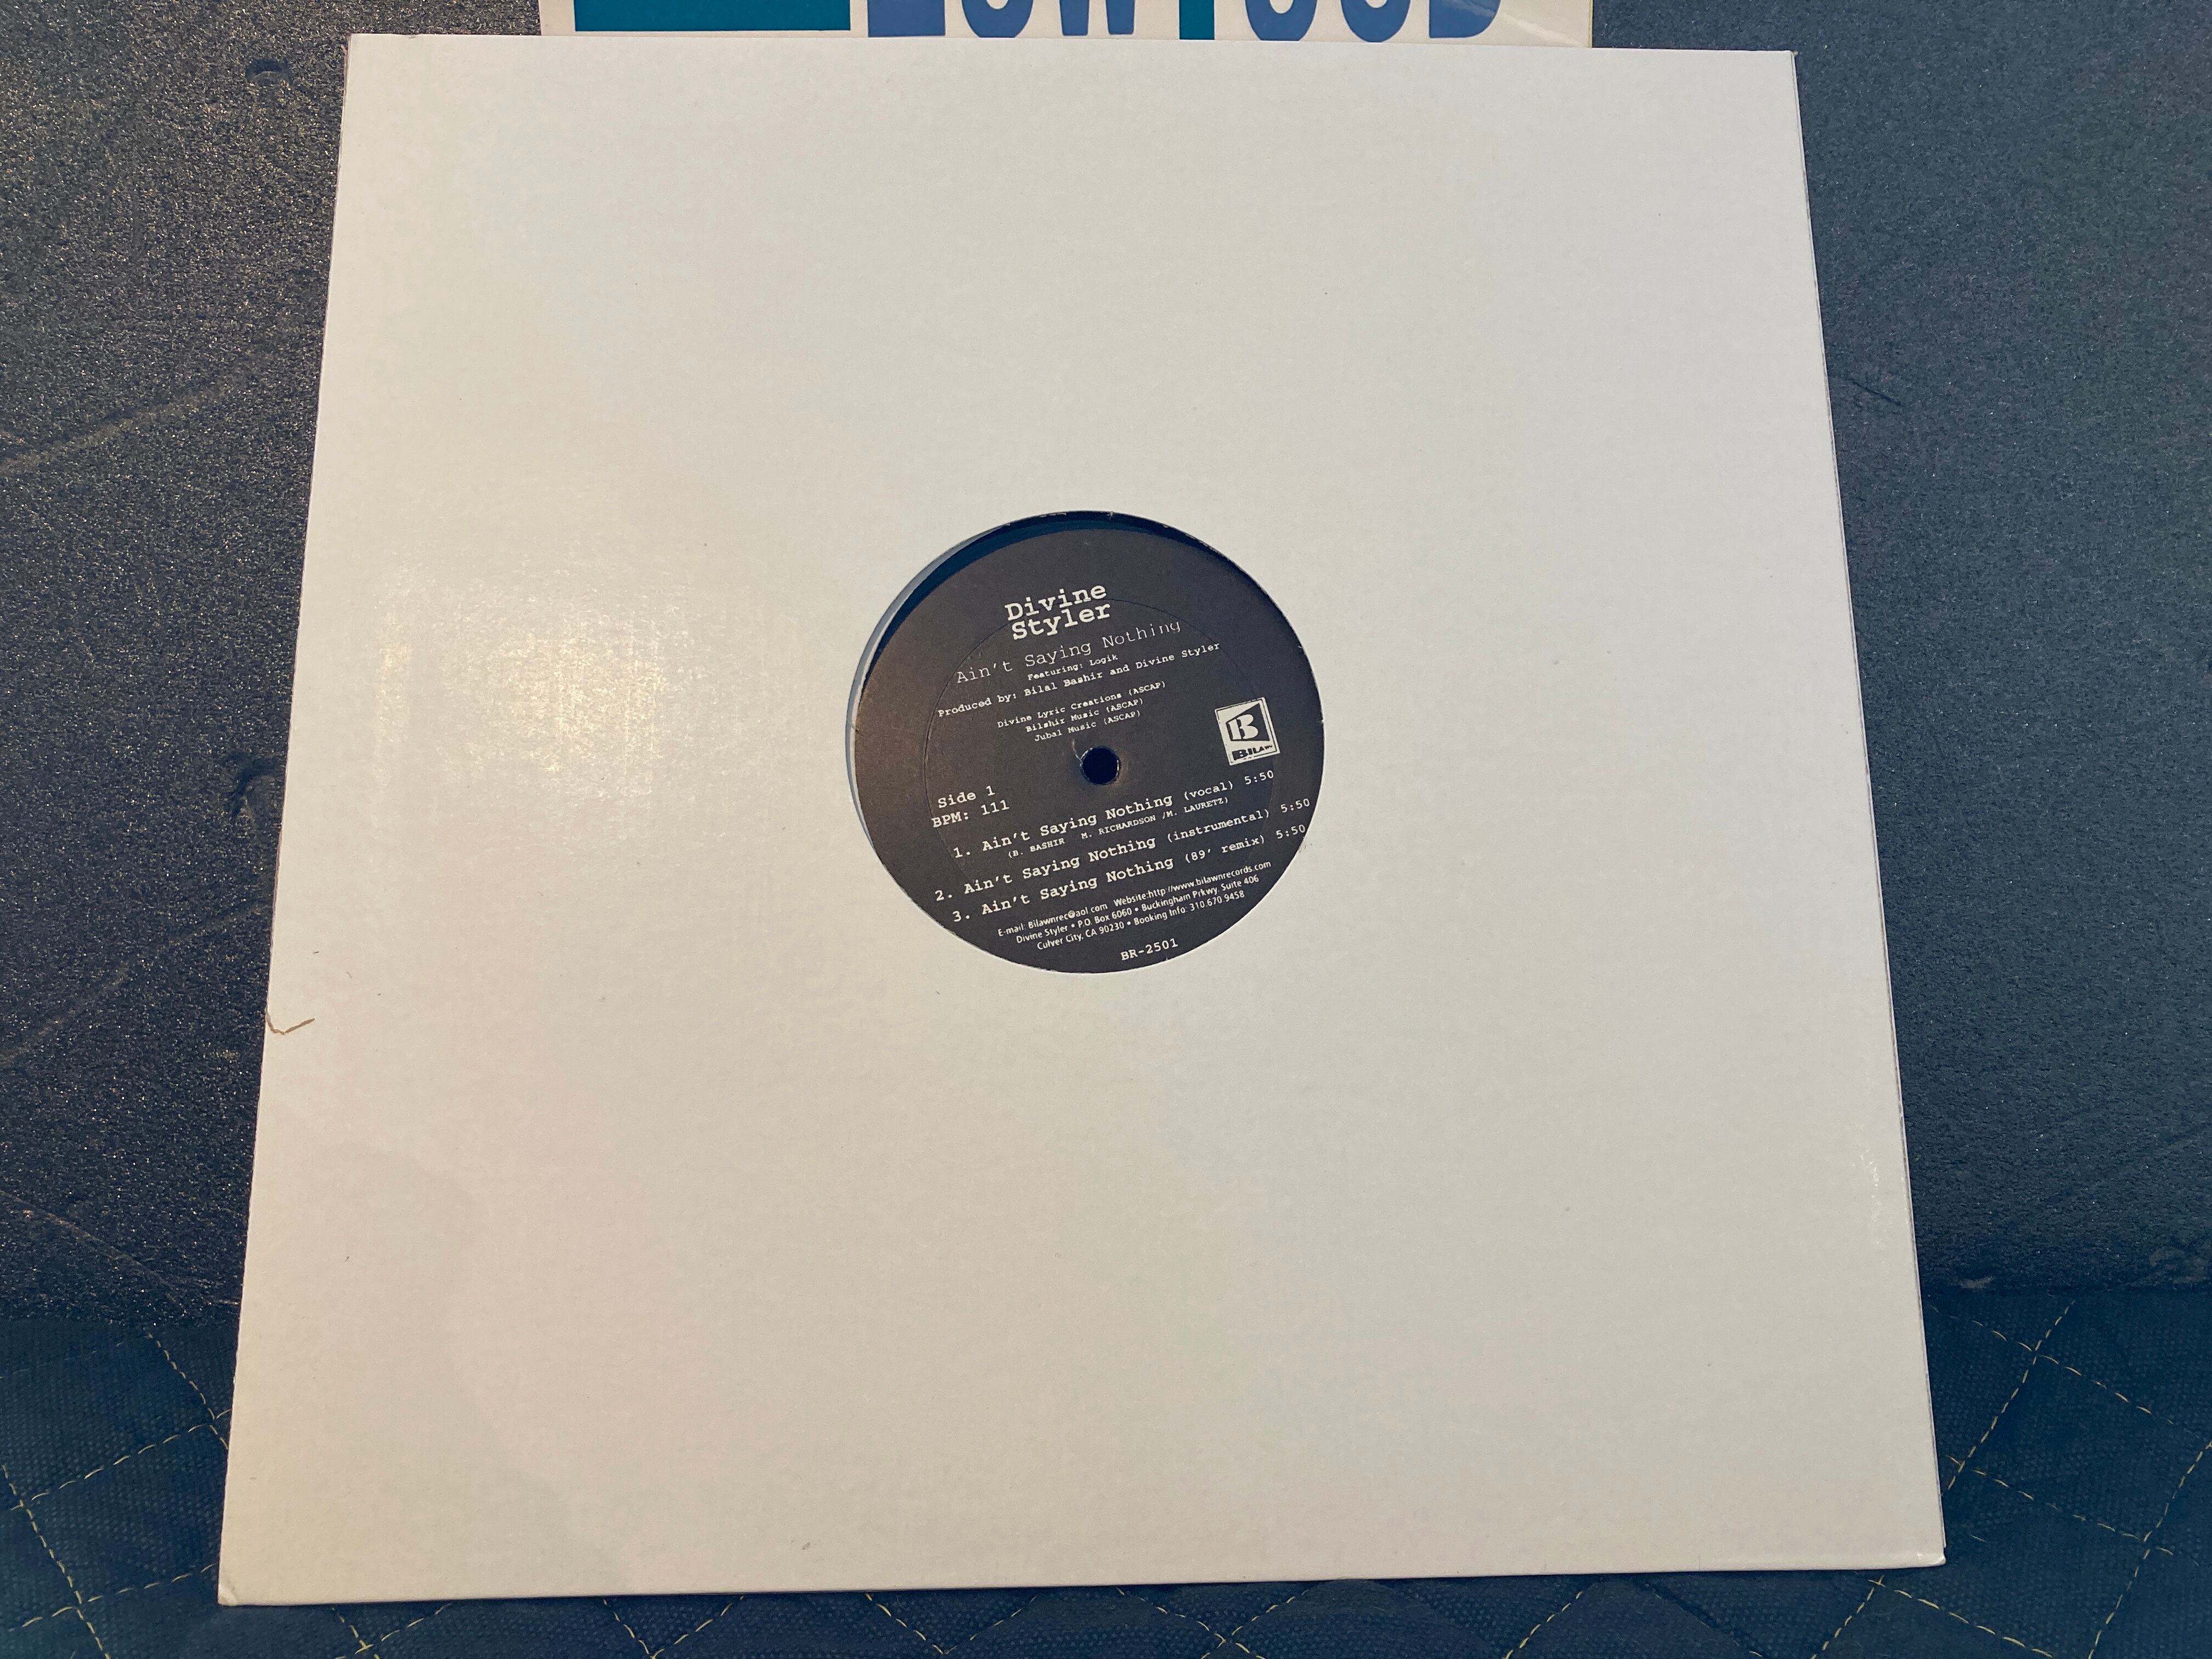 Divine
Styler
Ain't Saying Nothing
Featuring: Logik
Produced by: Bilal Bashir and Divine Styler
Divine Lyric Creations (ASCAP)
Bilshiz Music (ASCAP)
Jubal Music (ASCAP)
B
BILAWN
Side 1
BPM: 111
1. Ain't Saying Nothing (vocal) 5:50
(B. BASHIR M. RICHARDSON /M. LAURETZ)
2. Ain't Saying Nothing (instrumental) 5:50
3. Ain't Saying Nothing (89' remix) 5:50
E-mail: Bilawnrec@aol.com Website:http://www.bilawnrecords.com
Divine Styler • P.O. Box 6060 • Buckingham Prkwy, Suite 406
Culver City, CA 90230 • Booking Info: 310.670 9458
BR-2501